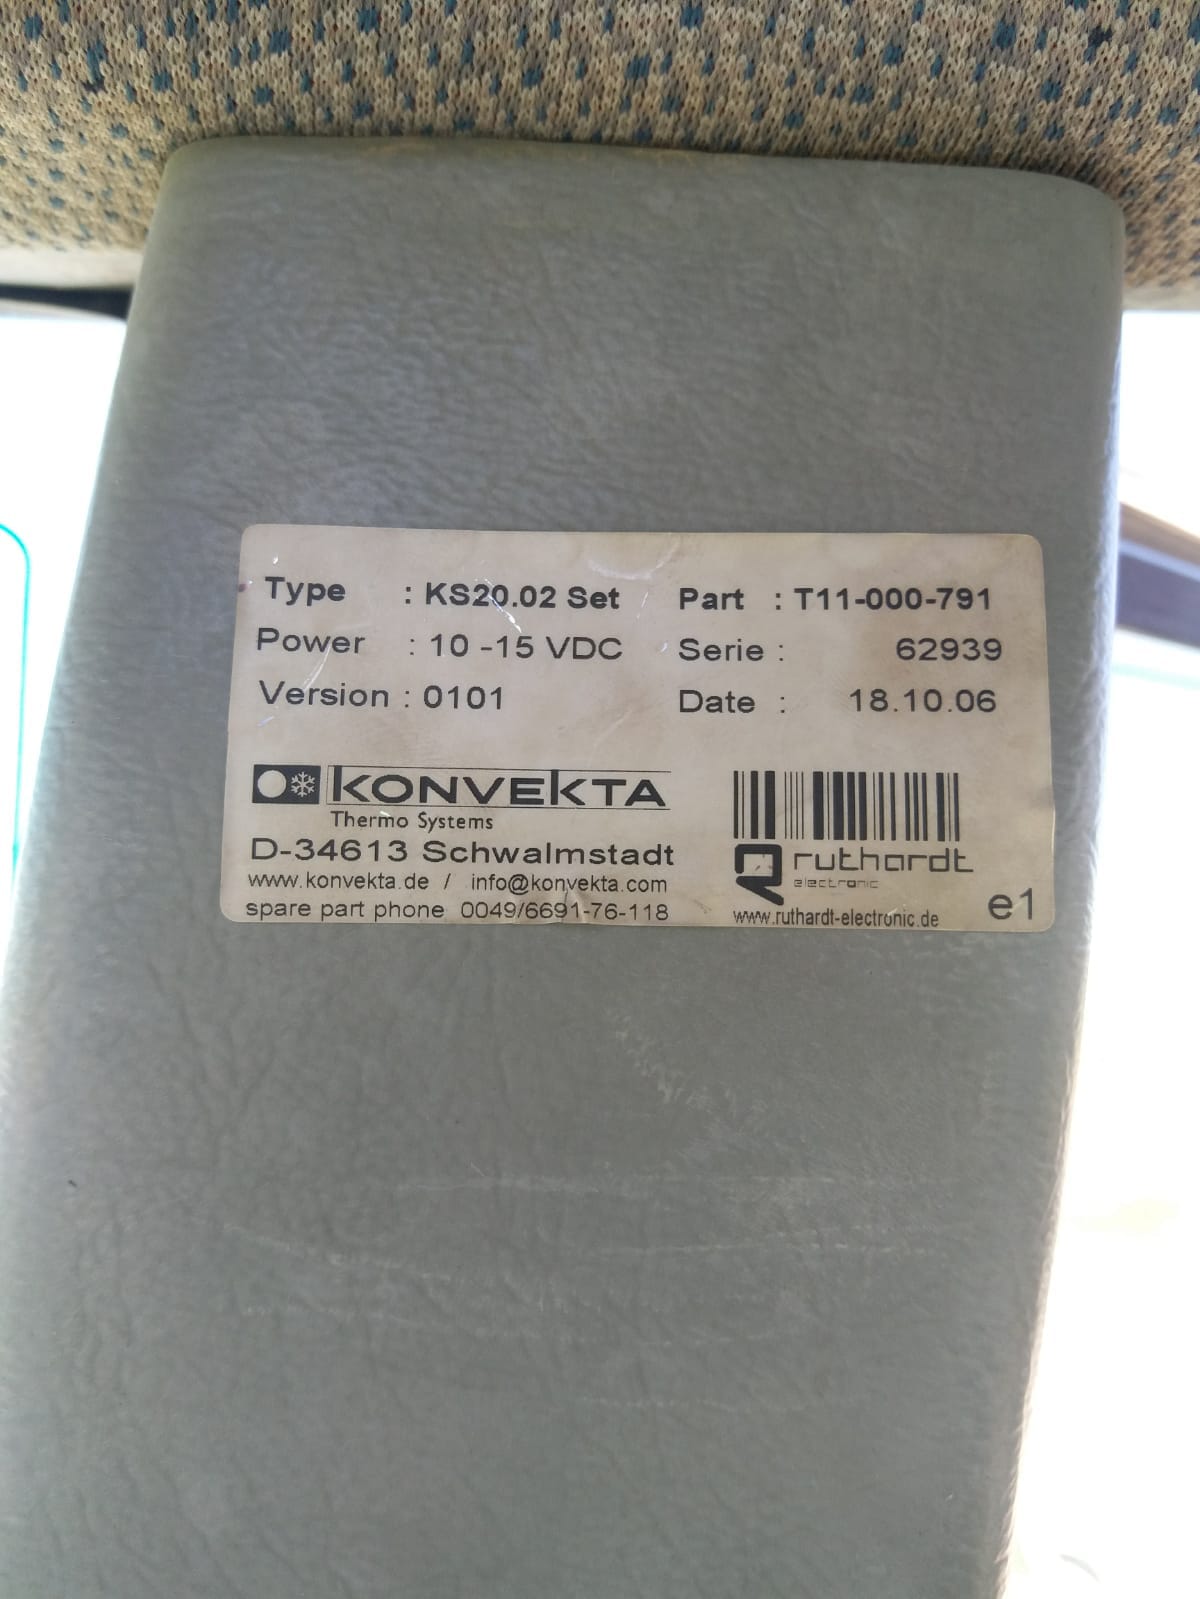 Type : KS20.02 Set Part : T11-000-791
Power : 10 -15 VDC Serie : 62939
Version : 0101 Date : 18.10.06
KONVEKTA
Thermo Systems
D-34613 Schwalmstadt
www.konvekta.de / info@konvekta.com
spare part phone 0049/6691-76-118
ruthardt
electronic
www.ruthardt-electronic.de
e1